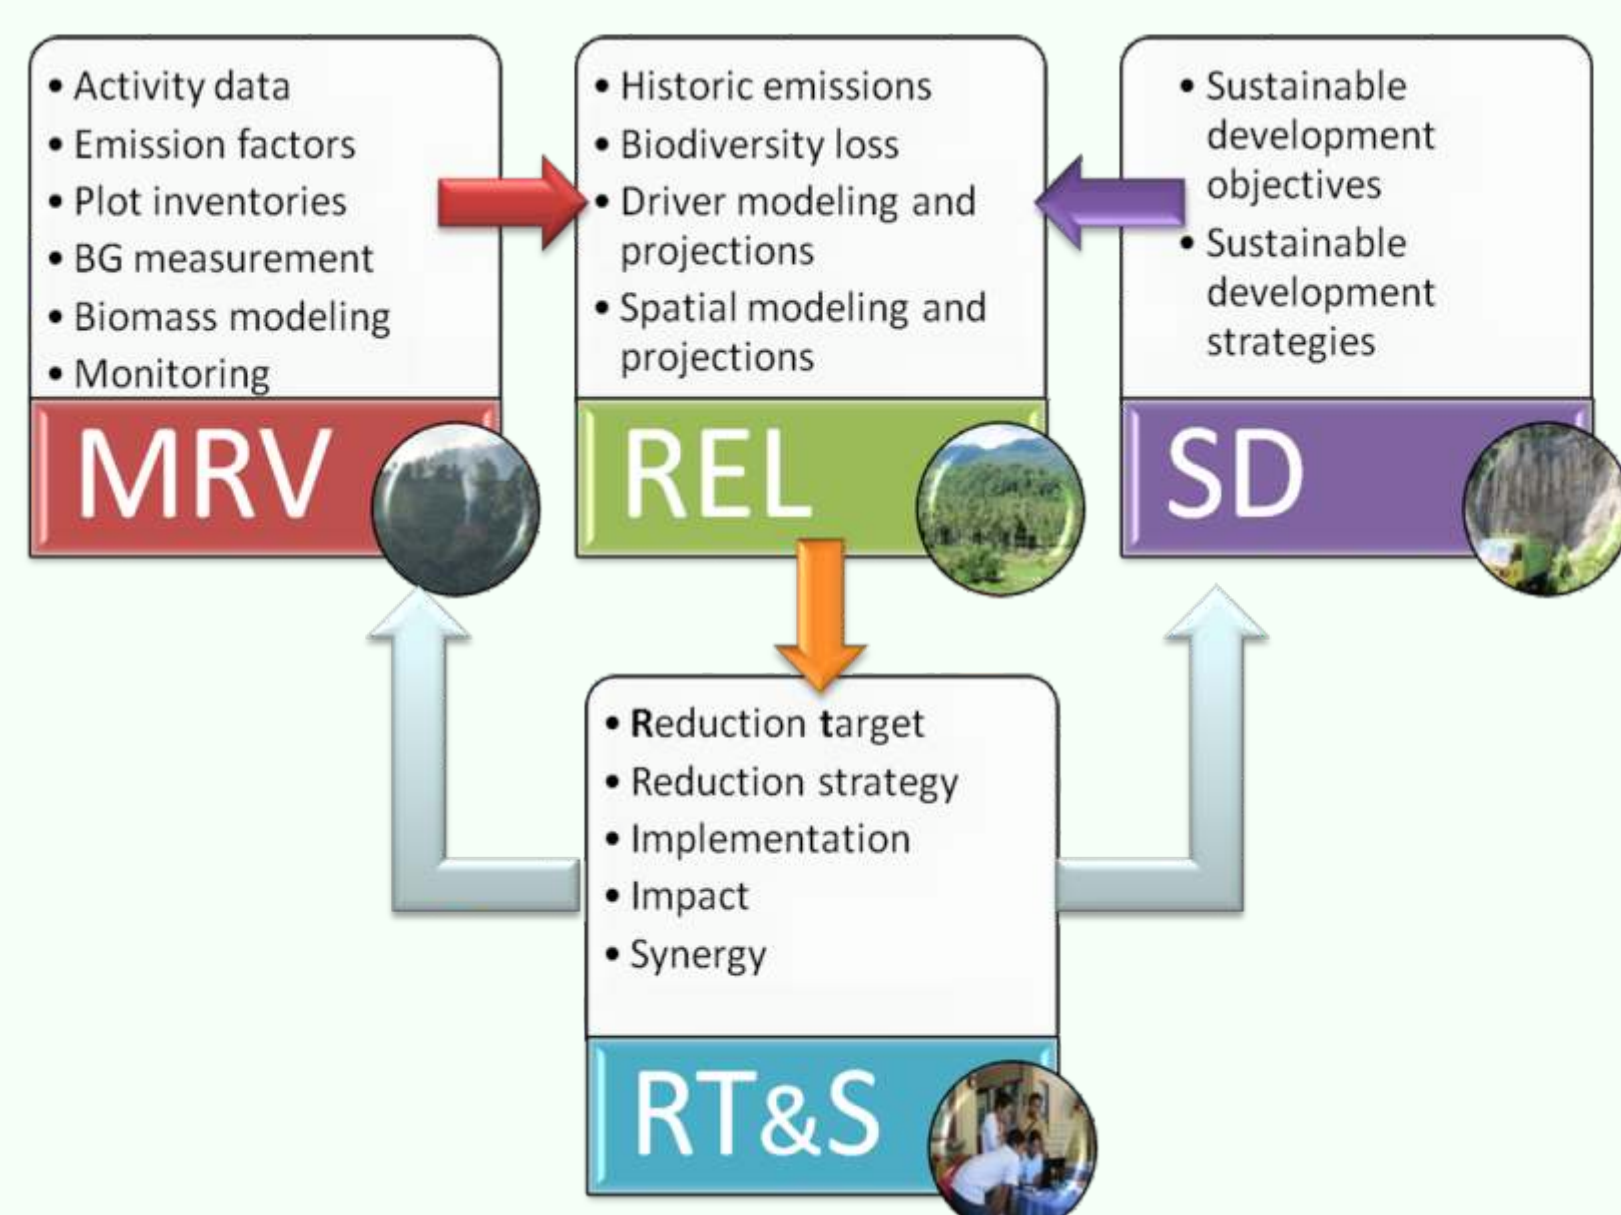 • Activity data
• Emission factors
• Plot inventories
• BG measurement
• Biomass modeling
• Monitoring
MRV
• Historic emissions
• Biodiversity loss
• Driver modeling and
projections
• Spatial modeling and
projections
REL
• Sustainable
development
objectives
• Sustainable
development
strategies
SD
• Reduction target
• Reduction strategy
• Implementation
• Impact
• Synergy
RT&S